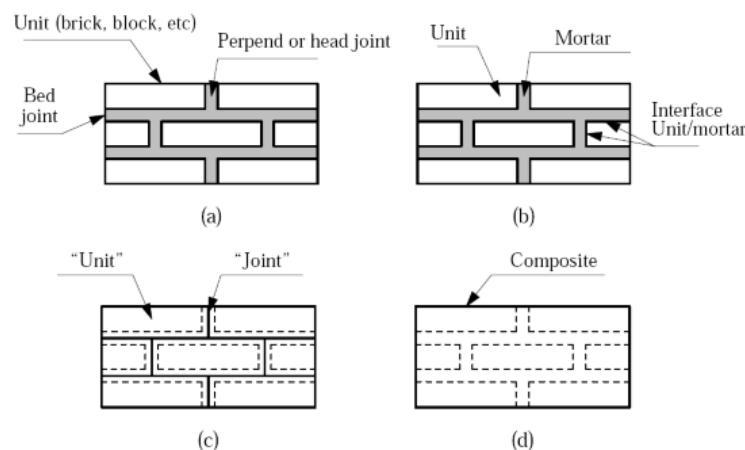 Unit (brick, block, etc)
Perpend or head joint
Bed
joint
(a)
Unit
Mortar
Interface
Unit/mortar
(b)
“Unit”
“Joint”
(c)
Composite
(d)